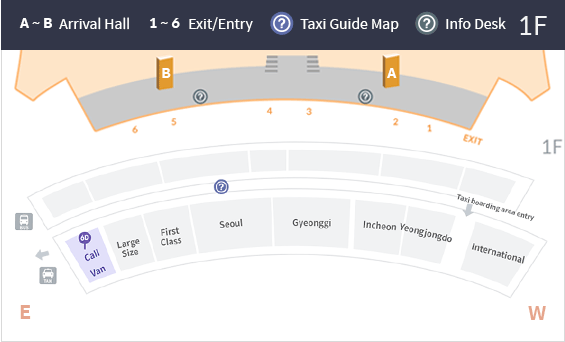 A ~ B Arrival Hall 1 ~ 6 Exit/Entry ? Taxi Guide Map ? Info Desk 1F
B A
? ?
6 5 4 3 2 1 EXIT
1F
?
Taxi boarding area entry
6D
Call
Van
Large
Size
First
Class
Seoul
Gyeonggi
Incheon
Yeongjongdo
International
TAXI
E W